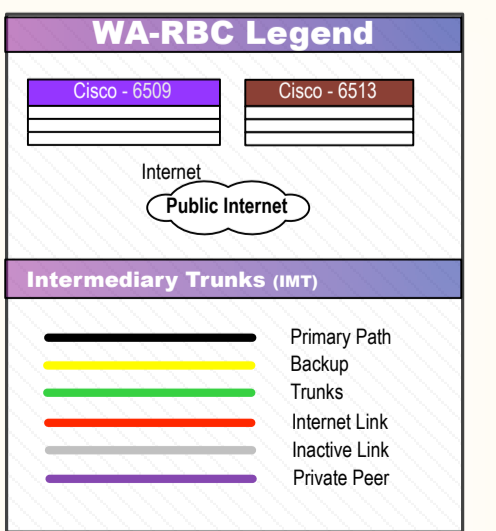 WA-RBC Legend
Cisco - 6509
Cisco - 6513
Internet
Public Internet
Intermediary Trunks (IMT)
Primary Path
Backup
Trunks
Internet Link
Inactive Link
Private Peer